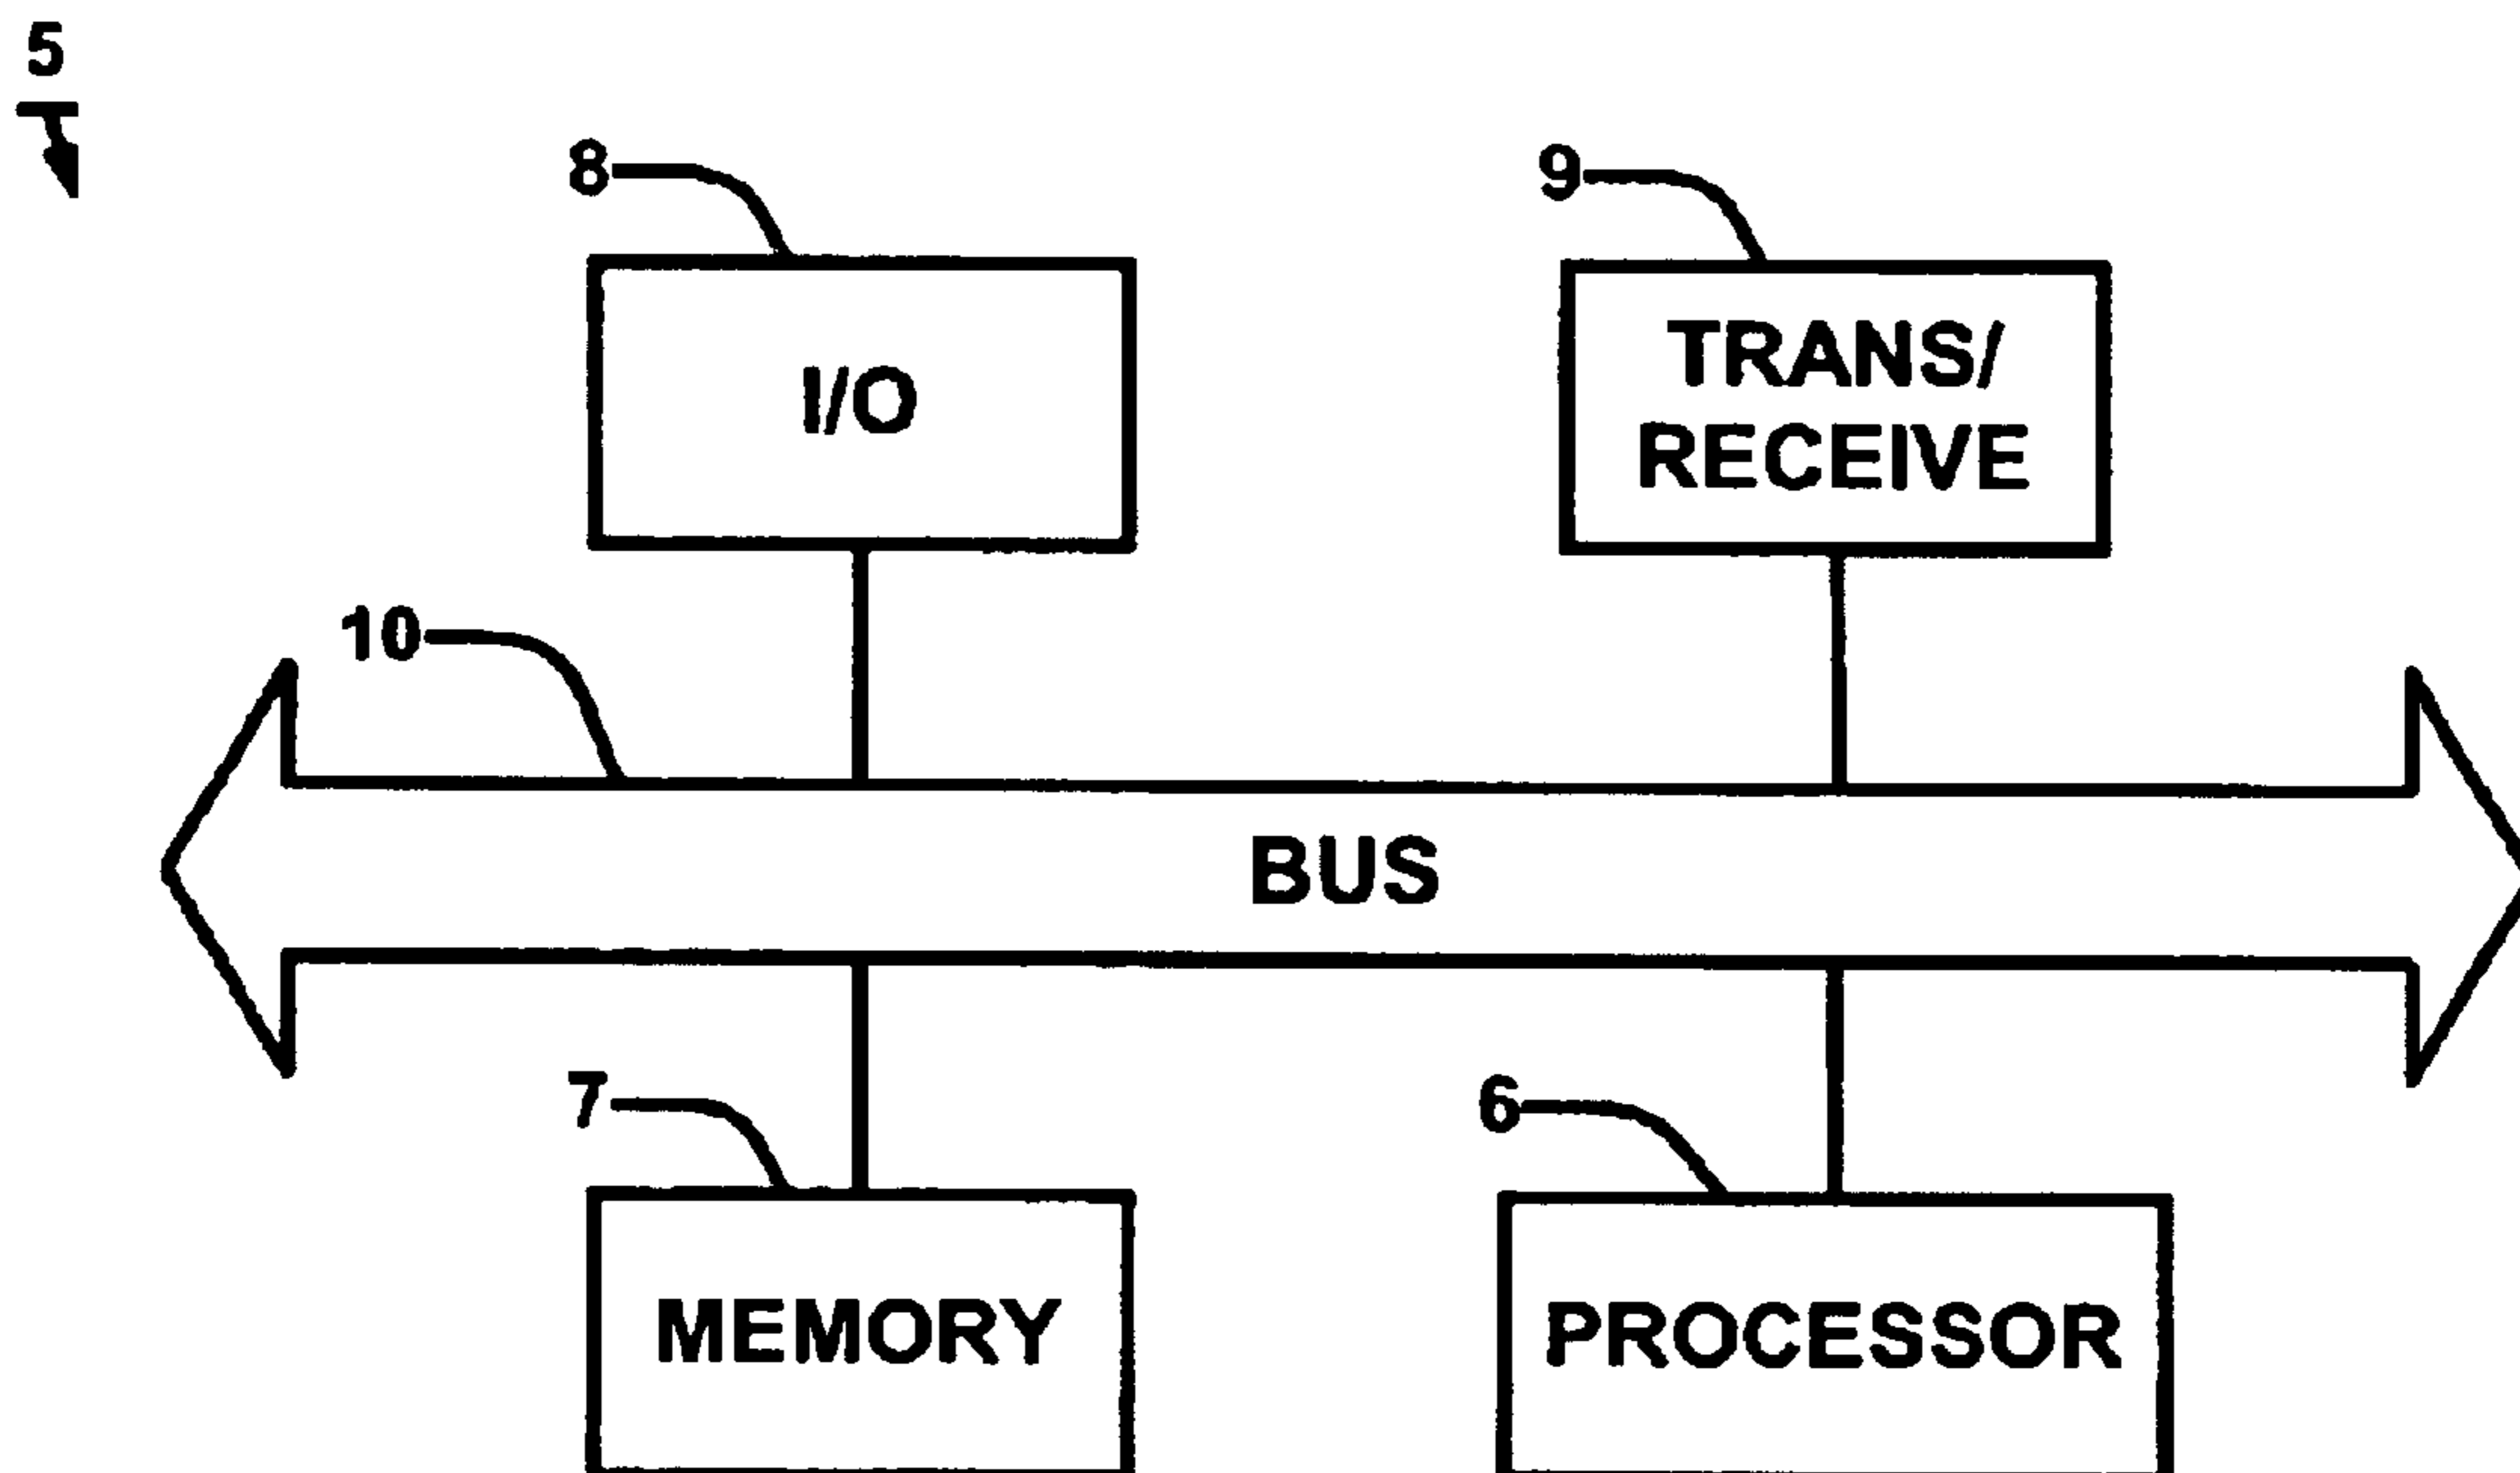 5
8
9
I/O
TRANS/
RECEIVE
10
BUS
7
6
MEMORY
PROCESSOR